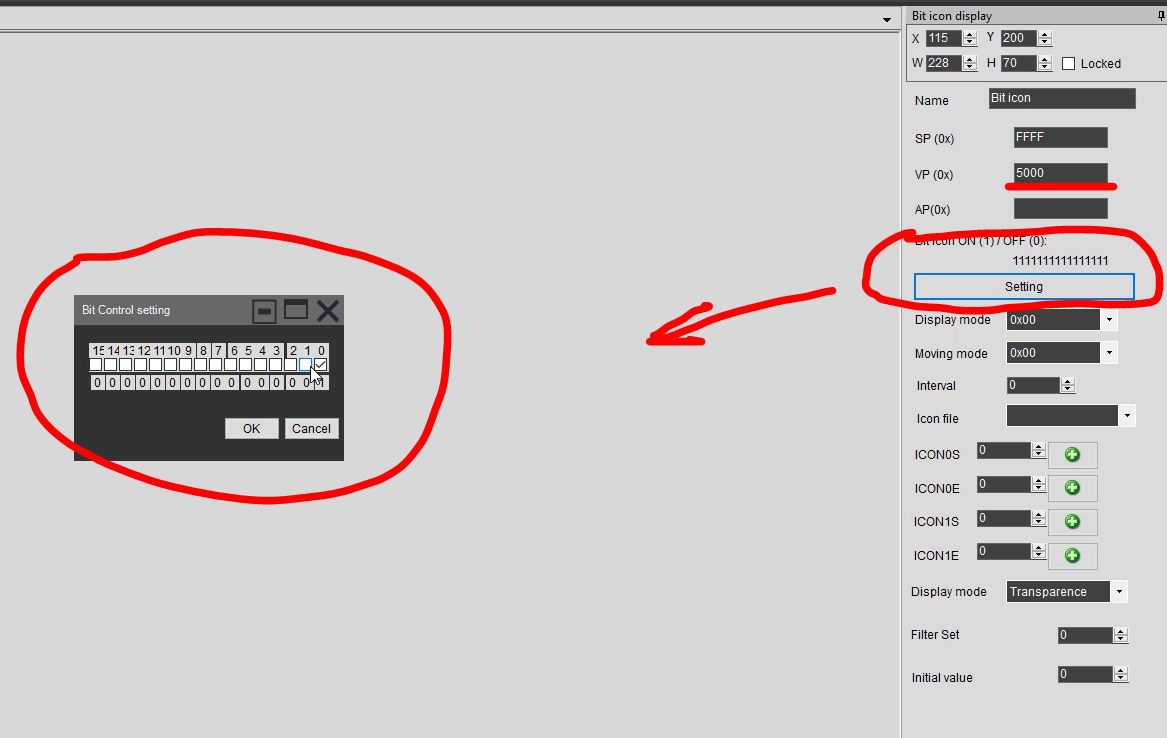 Bit icon display
X 115 Y 200
W 228 H 70 Locked
Name Bit icon
SP (0x) FFFF
VP (0x) 5000
AP(0x)
Bit icon ON (1) / OFF (0):
1111111111111111
Setting
Display mode 0x00
Moving mode 0x00
Interval 0
Icon file
ICON0S 0
ICON0E 0
ICON1S 0
ICON1E 0
Display mode Transparence
Filter Set 0
Initial value 0
Bit Control setting
15 14 13 12 11 10 9 8 7 6 5 4 3 2 1 0
0 0 0 0 0 0 0 0 0 0 0 0 0 0 0 1
OK Cancel